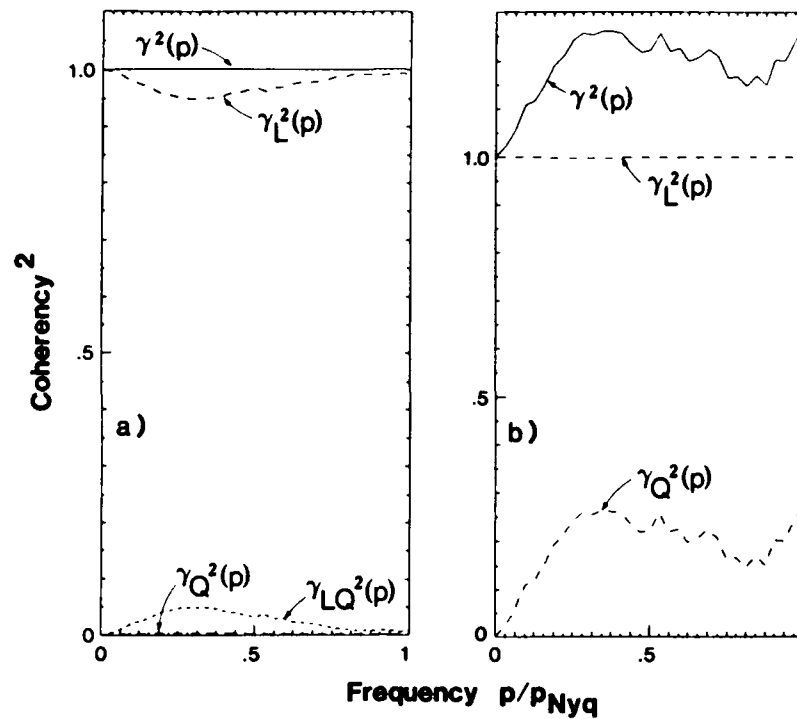 γ²(p)
1.0
γL²(p)
.5
a)
γQ²(p)
γLQ²(p)
0
0
.5
1
Coherency²
γ²(p)
1.0
γL²(p)
.5
b)
γQ²(p)
0
0
.5
Frequency p/pNyq